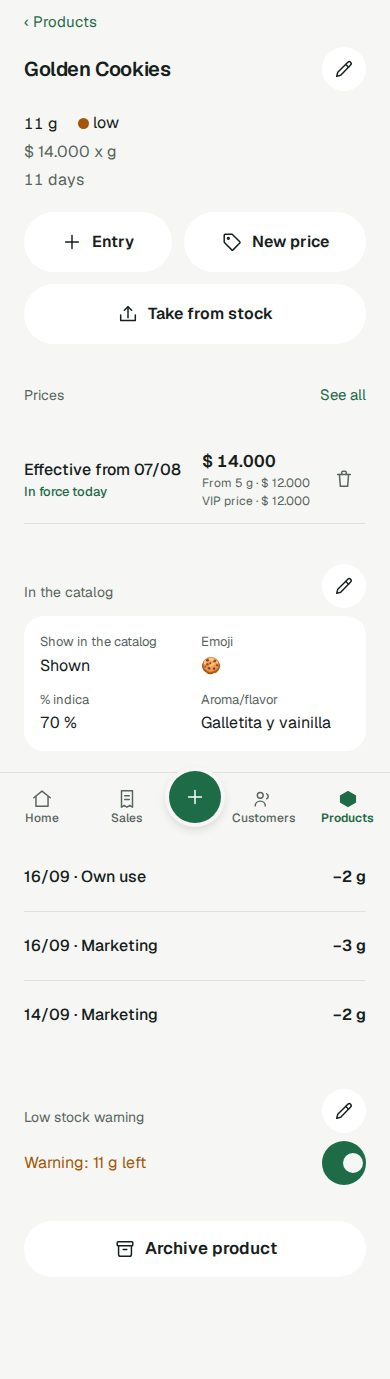 ‹ Products
Golden Cookies
11 g low
$ 14.000 x g
11 days
Entry
New price
Take from stock
Prices
See all
Effective from 07/08
In force today
$ 14.000
From 5 g · $ 12.000
VIP price · $ 12.000
In the catalog
Show in the catalog
Shown
Emoji
% indica
70 %
Aroma/flavor
Galletita y vainilla
Home
Sales
Customers
Products
16/09 · Own use −2 g
16/09 · Marketing −3 g
14/09 · Marketing −2 g
Low stock warning
Warning: 11 g left
Archive product